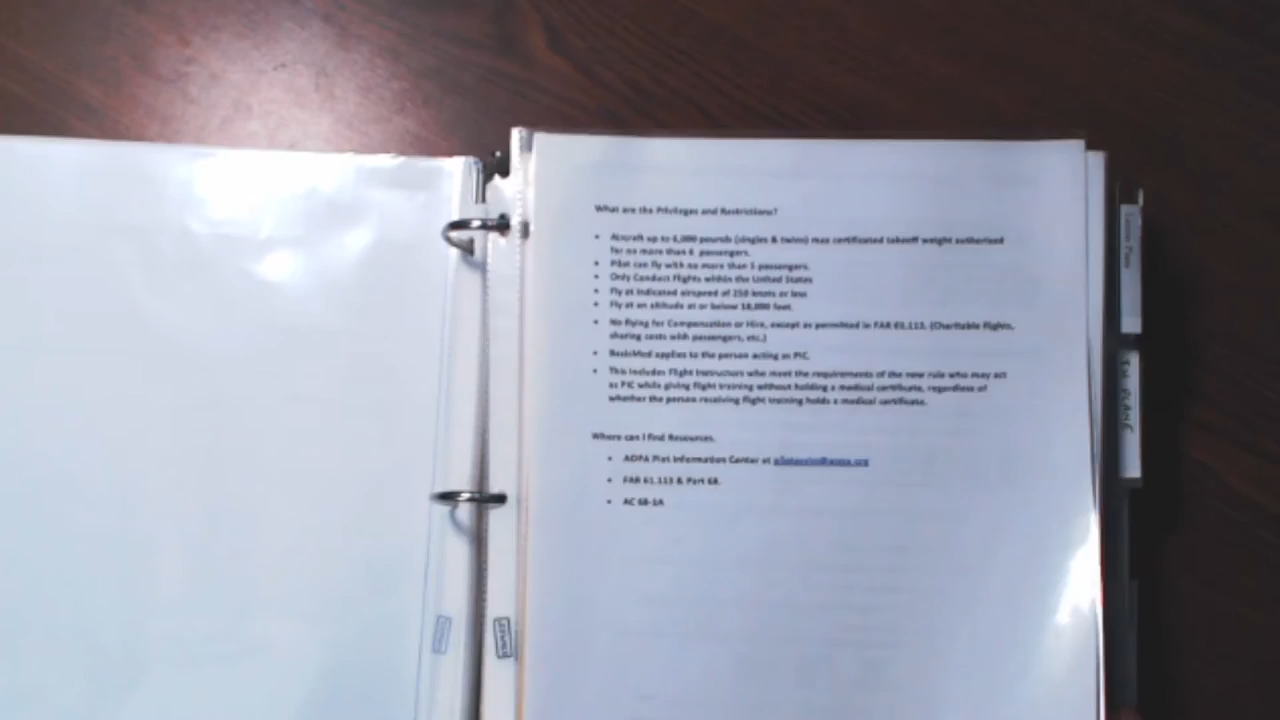 What are the Privileges and Restrictions?
• Aircraft up to 6,000 pounds (singles & twins) max certificated takeoff weight authorized
for no more than 6 passengers.
• Pilot can fly with no more than 5 passengers.
• Only Conduct Flights within the United States
• Fly at indicated airspeed of 250 knots or less
• Fly at an altitude at or below 18,000 feet.
• No flying for Compensation or Hire, except as permitted in FAR 61.113. (Charitable flights,
sharing costs with passengers, etc.)
• BasicMed applies to the person acting as PIC.
• This includes Flight Instructors who meet the requirements of the new rule who may act
as PIC while giving flight training without holding a medical certificate, regardless of
whether the person receiving flight training holds a medical certificate.
Where can I find Resources.
• AOPA Pilot Information Center at
• FAR 61.113 & Part 68.
• AC 68-1A